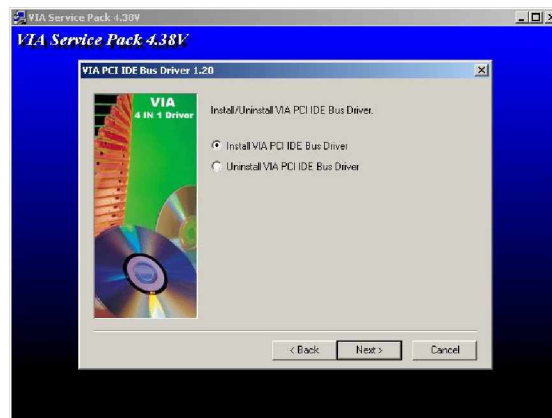 VIA Service Pack 4.38V
VIA Service Pack 4.38V
VIA PCI IDE Bus Driver 1.20
VIA
4 IN 1 Driver
Install/Uninstall VIA PCI IDE Bus Driver.
Install VIA PCI IDE Bus Driver
Uninstall VIA PCI IDE Bus Driver
< Back
Next >
Cancel